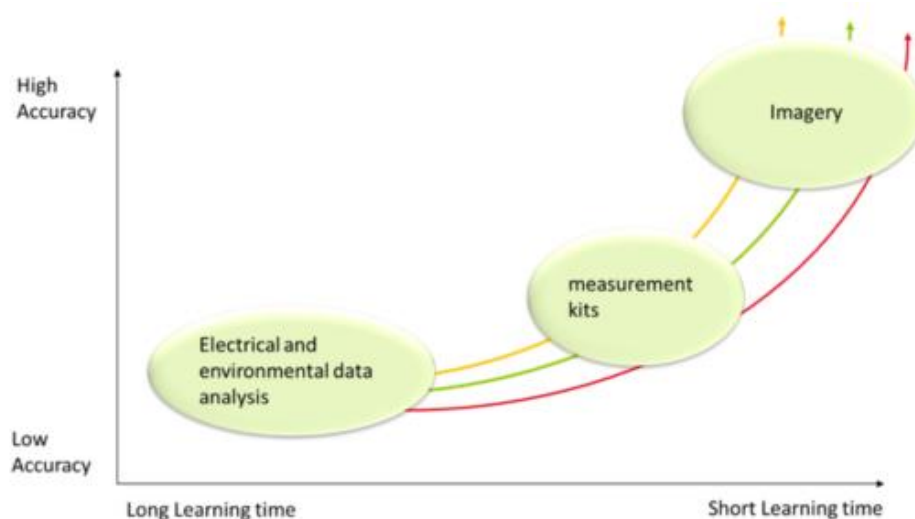 High
Accuracy
Imagery
measurement
kits
Electrical and
environmental data
analysis
Low
Accuracy
Long Learning time
Short Learning time